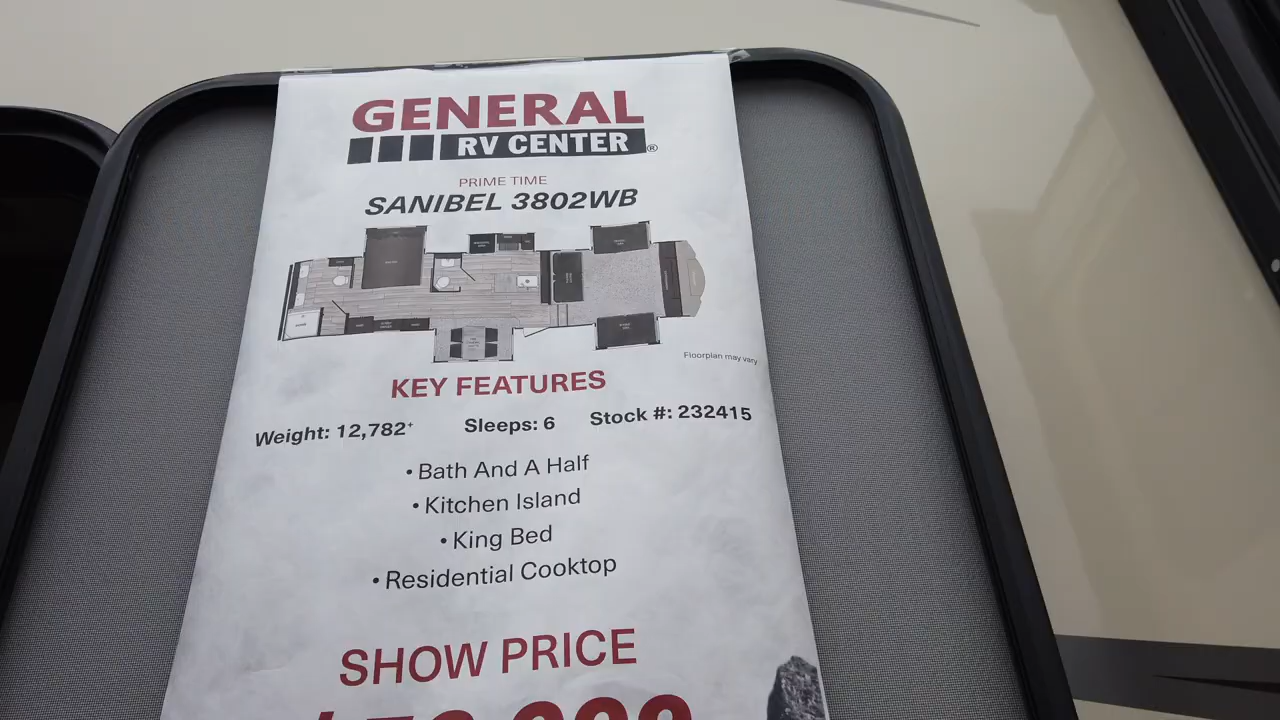 GENERAL
RV CENTER®
PRIME TIME
SANIBEL 3802WB
Floorplan may vary
KEY FEATURES
Weight: 12,782+ Sleeps: 6 Stock #: 232415
• Bath And A Half
• Kitchen Island
• King Bed
• Residential Cooktop
SHOW PRICE